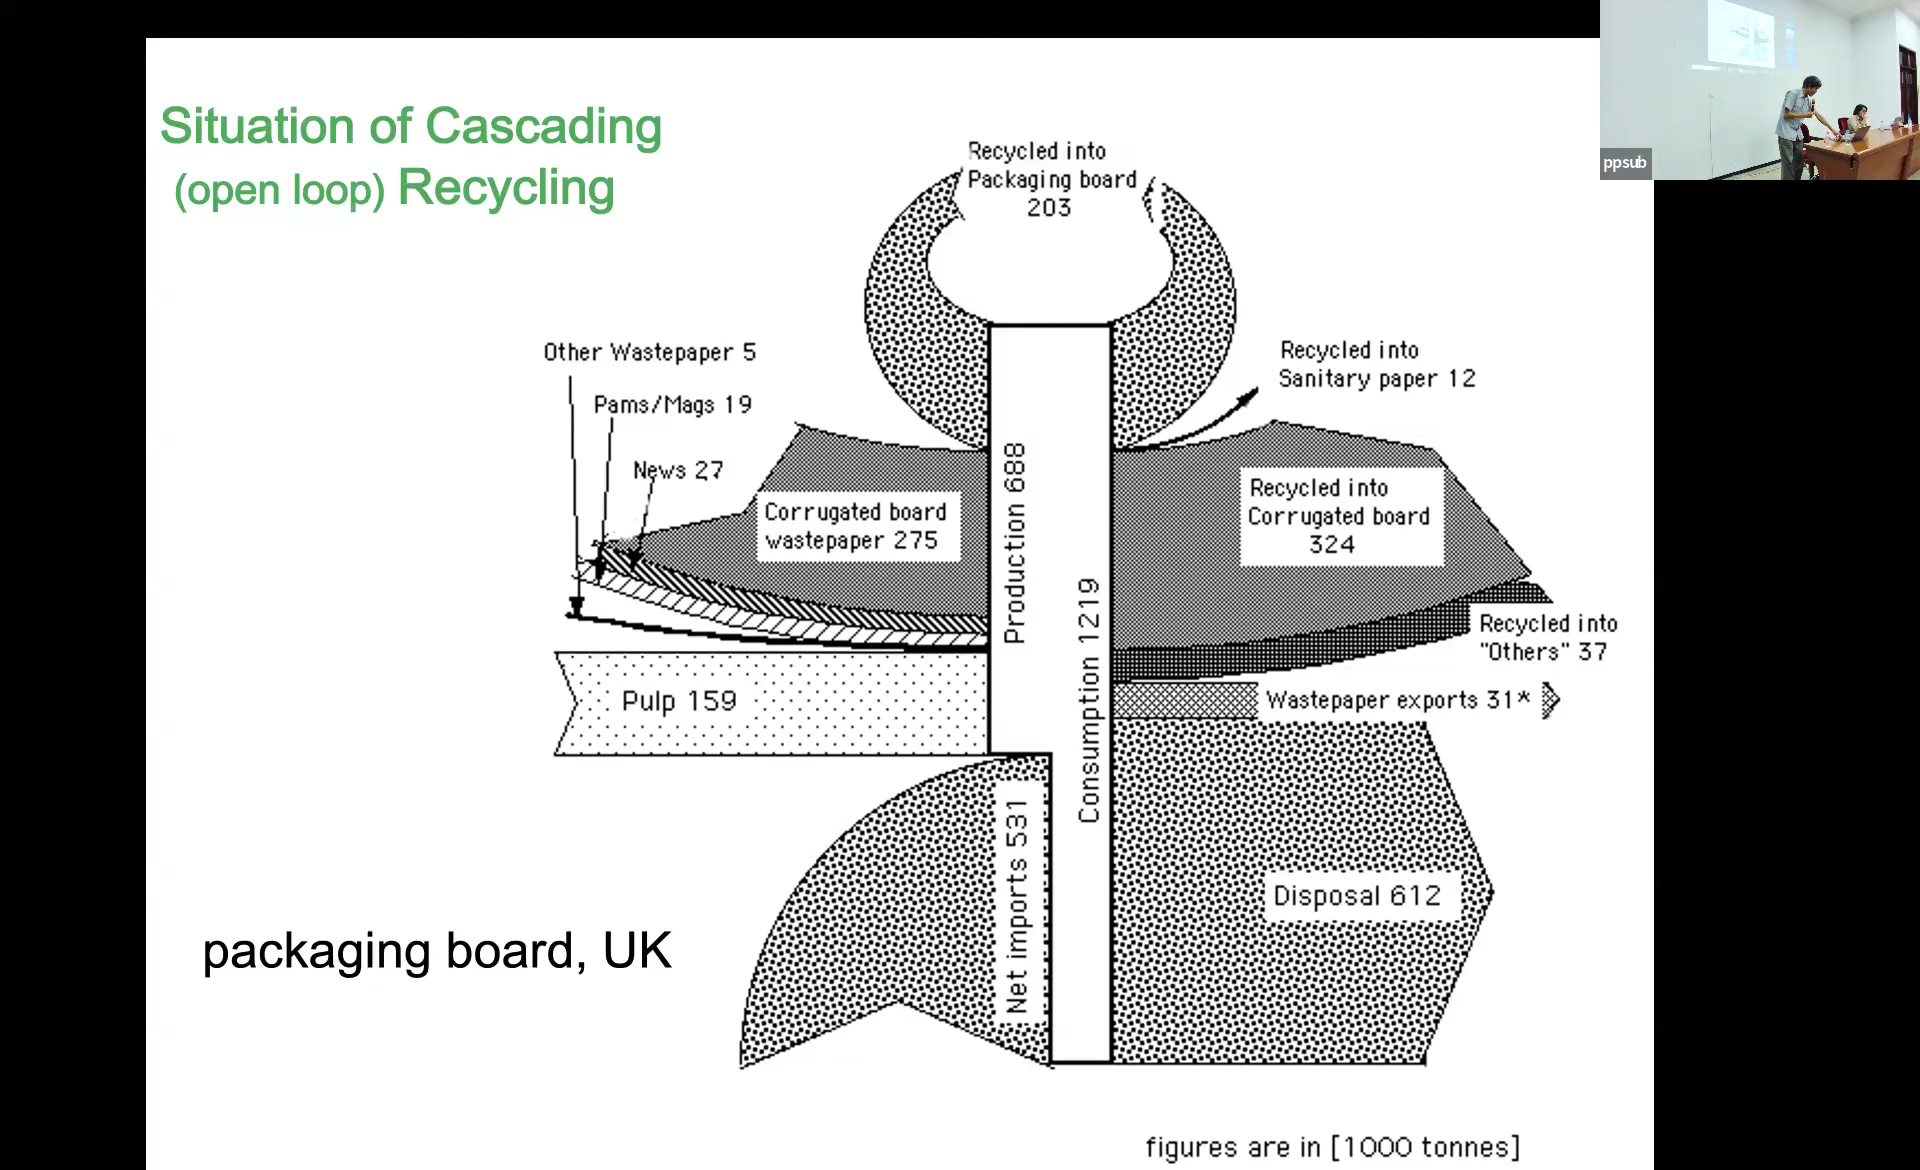 ppsub
Situation of Cascading
(open loop) Recycling
Recycled into
Packaging board
203
Other Wastepaper 5
Pams/Mags 19
News 27
Corrugated board
wastepaper 275
Pulp 159
Production 688
Consumption 1219
Net imports 531
Recycled into
Sanitary paper 12
Recycled into
Corrugated board
324
Recycled into
"Others" 37
Wastepaper exports 31*
Disposal 612
packaging board, UK
figures are in [1000 tonnes]